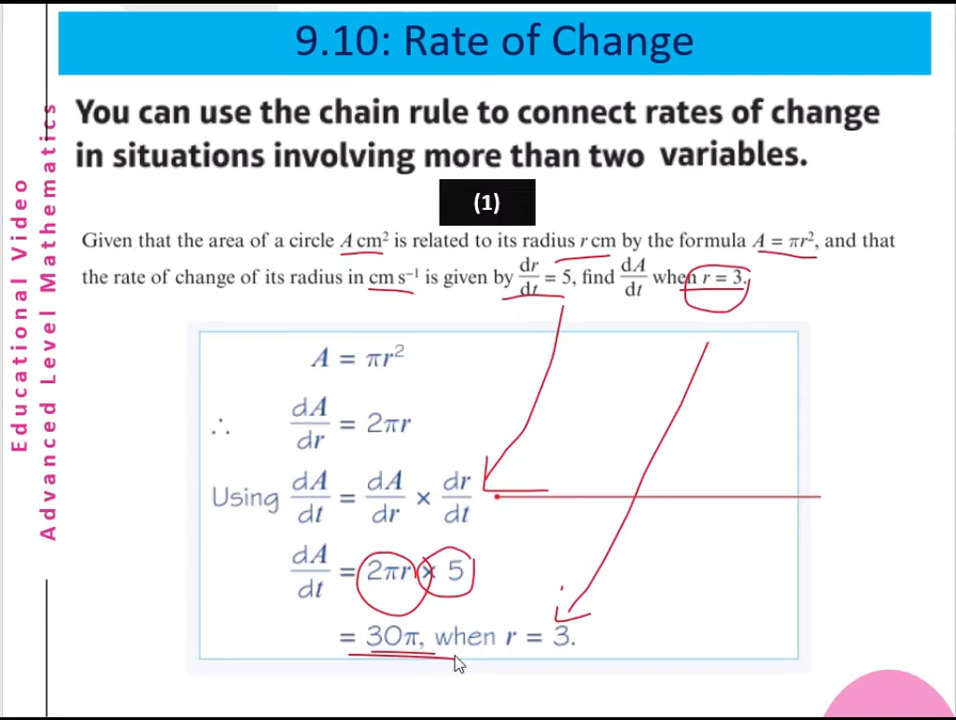 9.10: Rate of Change
You can use the chain rule to connect rates of change
in situations involving more than two variables.
(1)
Given that the area of a circle A cm² is related to its radius r cm by the formula A = πr², and that
the rate of change of its radius in cm s⁻¹ is given by dr/dt = 5, find dA/dt when r = 3.
A = πr²
∴ dA/dr = 2πr
Using dA/dt = dA/dr × dr/dt
dA/dt = 2πr × 5
= 30π, when r = 3.
Educational Video
Advanced Level Mathematics